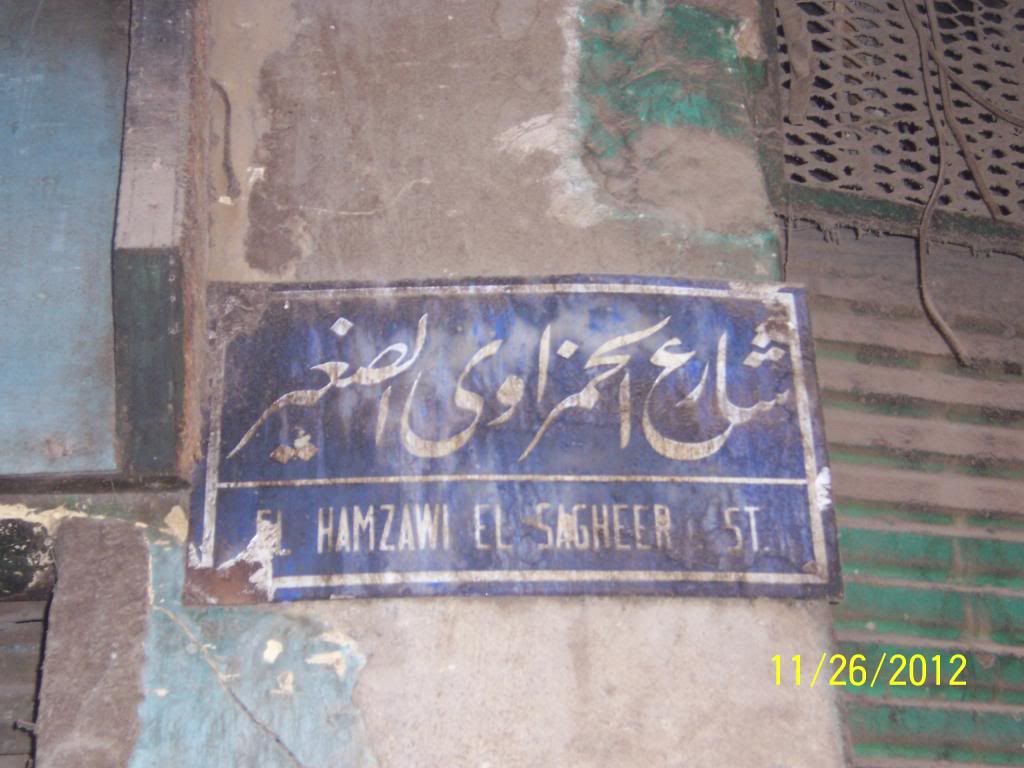 شارع الحمزاوى الصغير
EL HAMZAWI EL SAGHEER ST.
11/26/2012